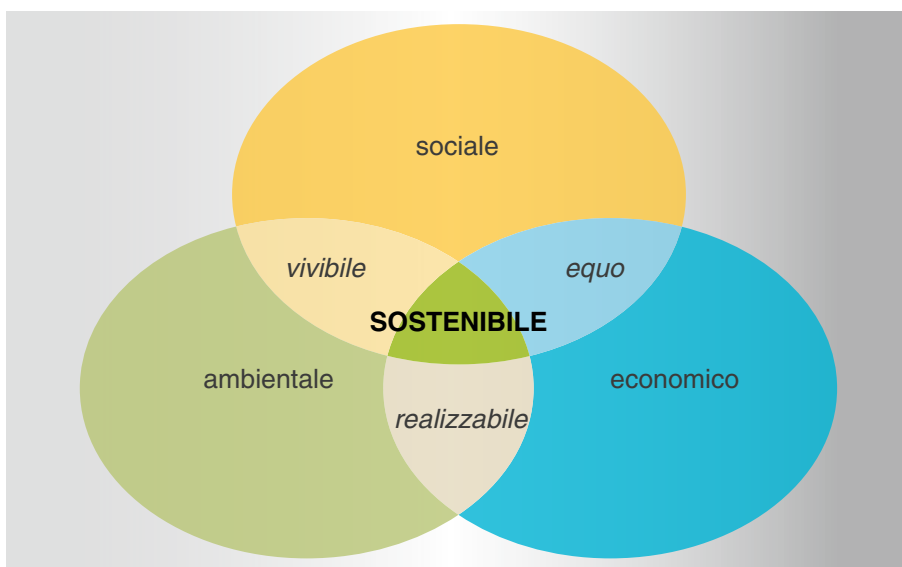 sociale
vivibile
equo
SOSTENIBILE
ambientale
economico
realizzabile